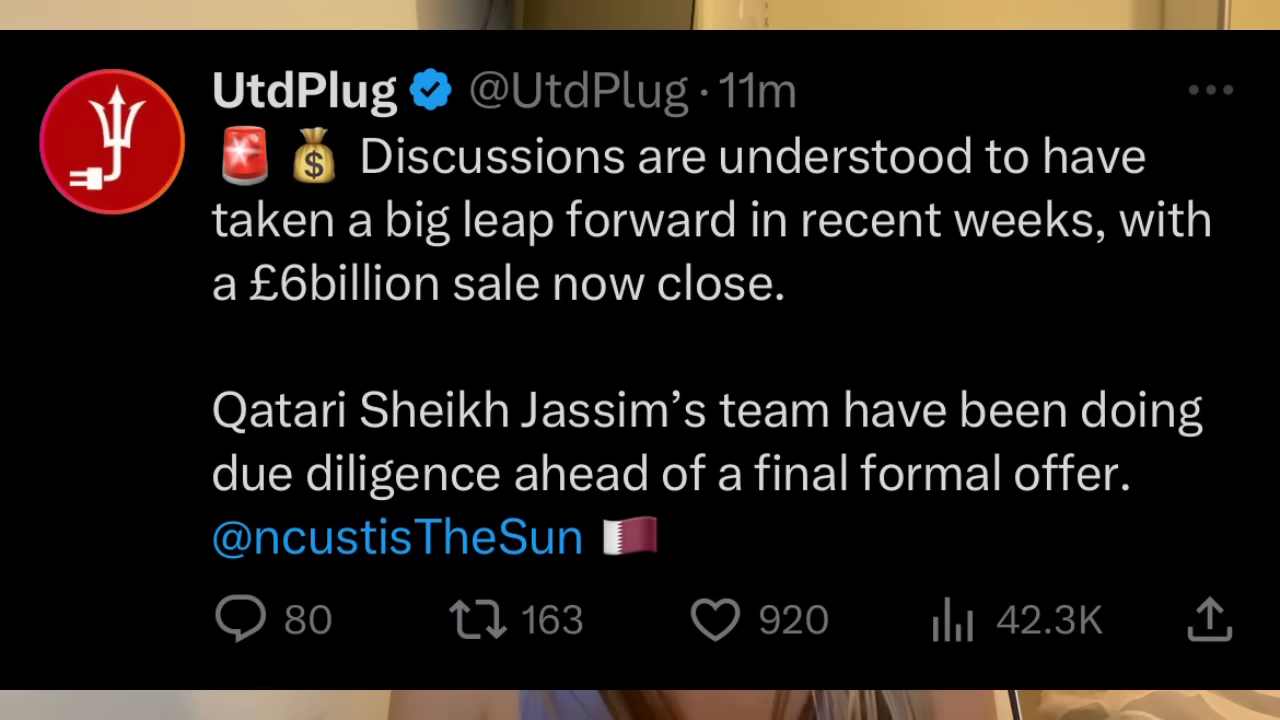 UtdPlug @UtdPlug · 11m
🚨 💰 Discussions are understood to have
taken a big leap forward in recent weeks, with
a £6billion sale now close.
Qatari Sheikh Jassim’s team have been doing
due diligence ahead of a final formal offer.
@ncustisTheSun 🇶🇦
80 163 920 42.3K